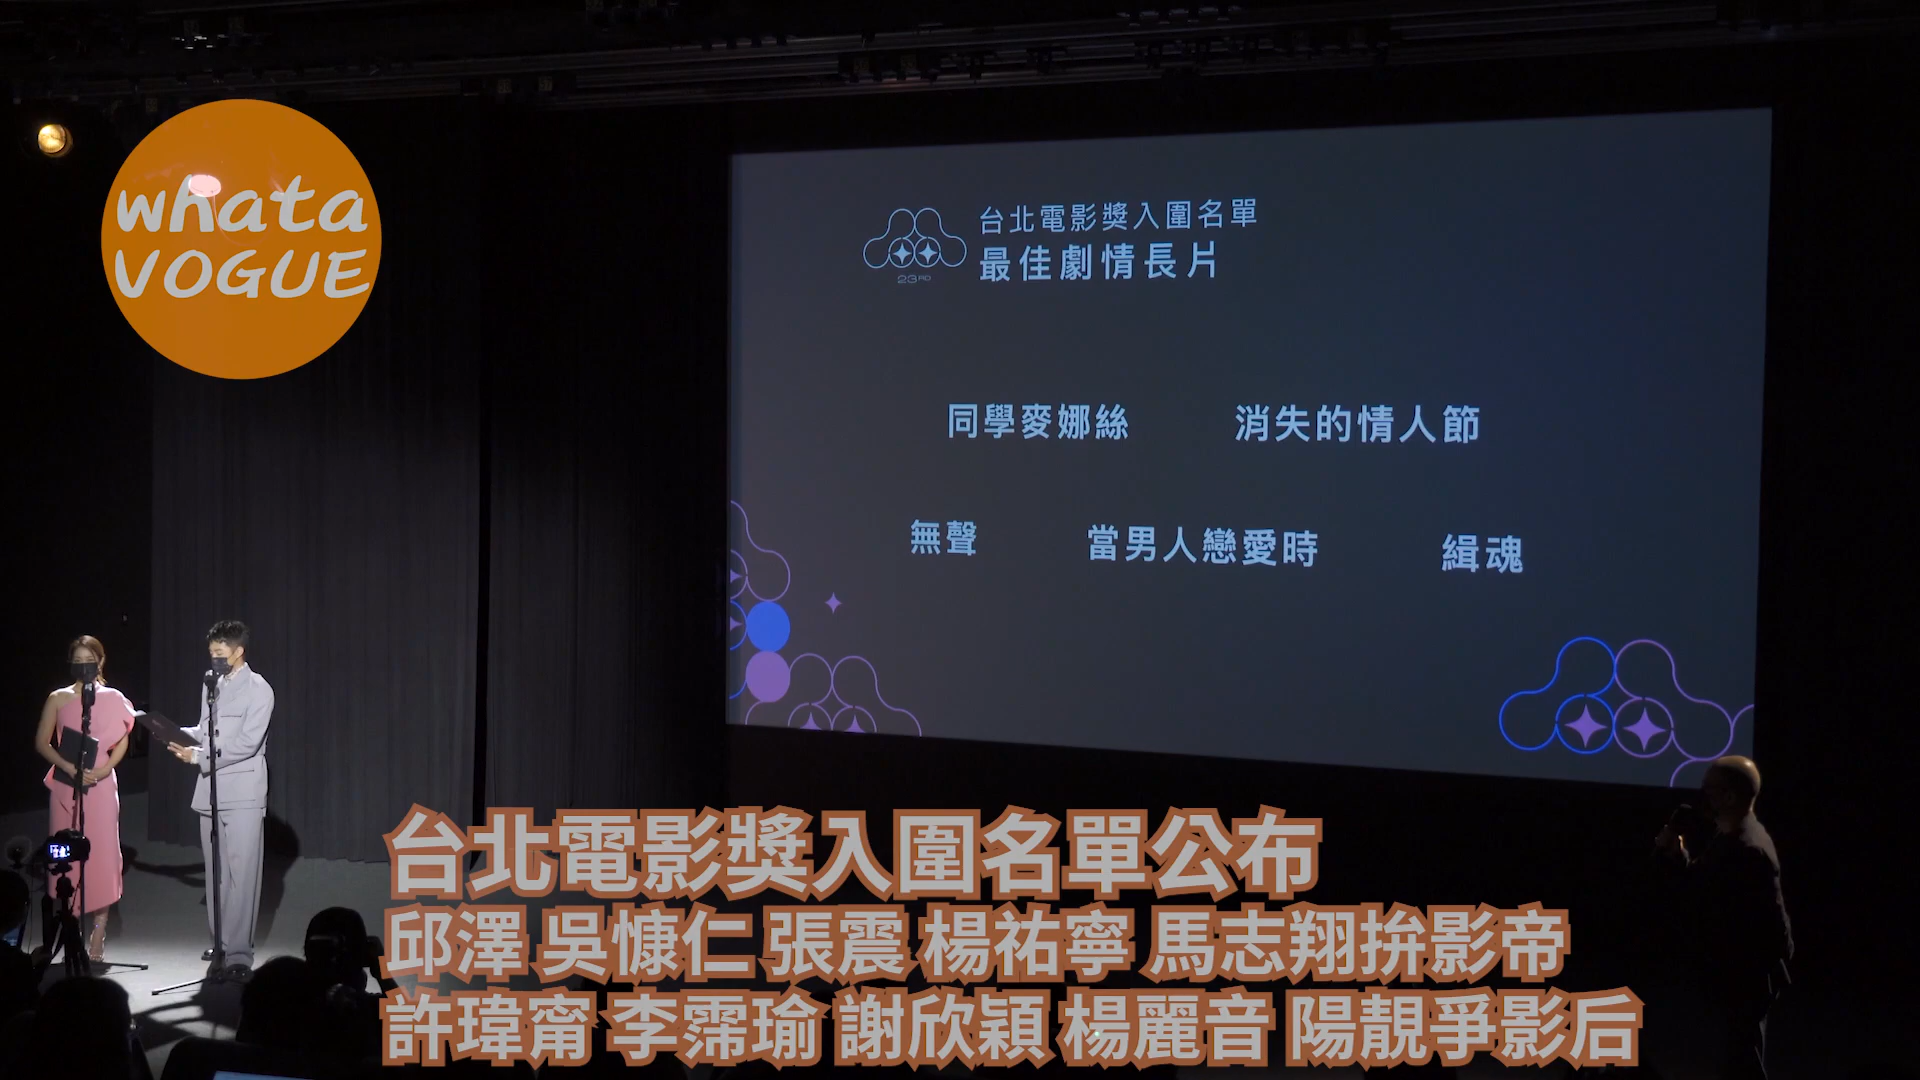 whata
VOGUE
台北電影獎入圍名單
最佳劇情長片
23RD
同學麥娜絲 消失的情人節
無聲 當男人戀愛時 緝魂
台北電影獎入圍名單公布
邱澤 吳慷仁 張震 楊祐寧 馬志翔拚影帝
許瑋甯 李霈瑜 謝欣穎 楊麗音 陽靚爭影后